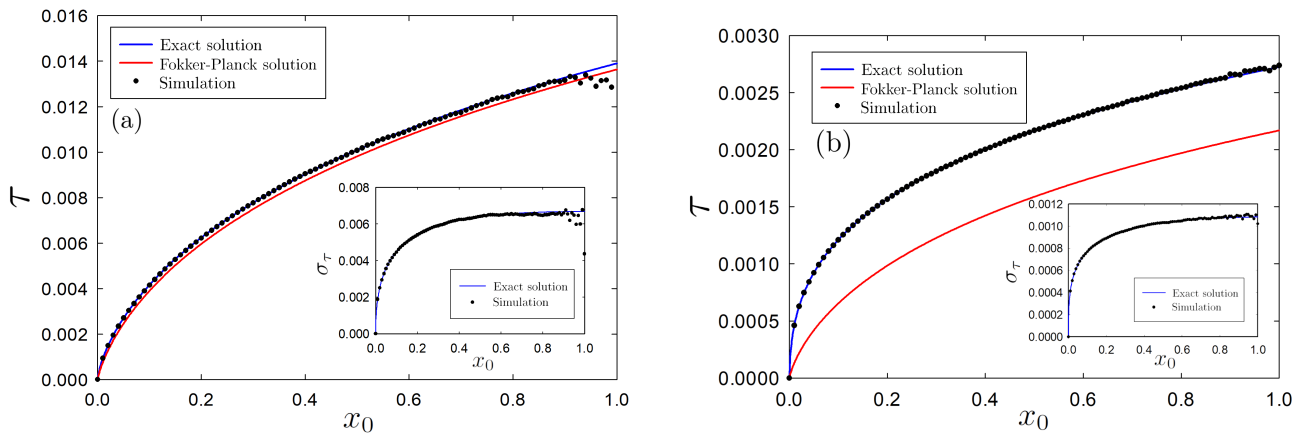 0.016
0.014
0.012
0.010
0.008
0.006
0.004
0.002
0.000
τ
Exact solution
Fokker-Planck solution
Simulation
(a)
0.008
0.006
0.004
0.002
0.000
σ_τ
Exact solution
Simulation
0.0 0.2 0.4 0.6 0.8 1.0
x_0
0.0 0.2 0.4 0.6 0.8 1.0
x_0
0.0030
0.0025
0.0020
0.0015
0.0010
0.0005
0.0000
τ
Exact solution
Fokker-Planck solution
Simulation
(b)
0.0012
0.0010
0.0008
0.0006
0.0004
0.0002
0.0000
σ_τ
Exact solution
Simulation
0.0 0.2 0.4 0.6 0.8 1.0
x_0
0.0 0.2 0.4 0.6 0.8 1.0
x_0